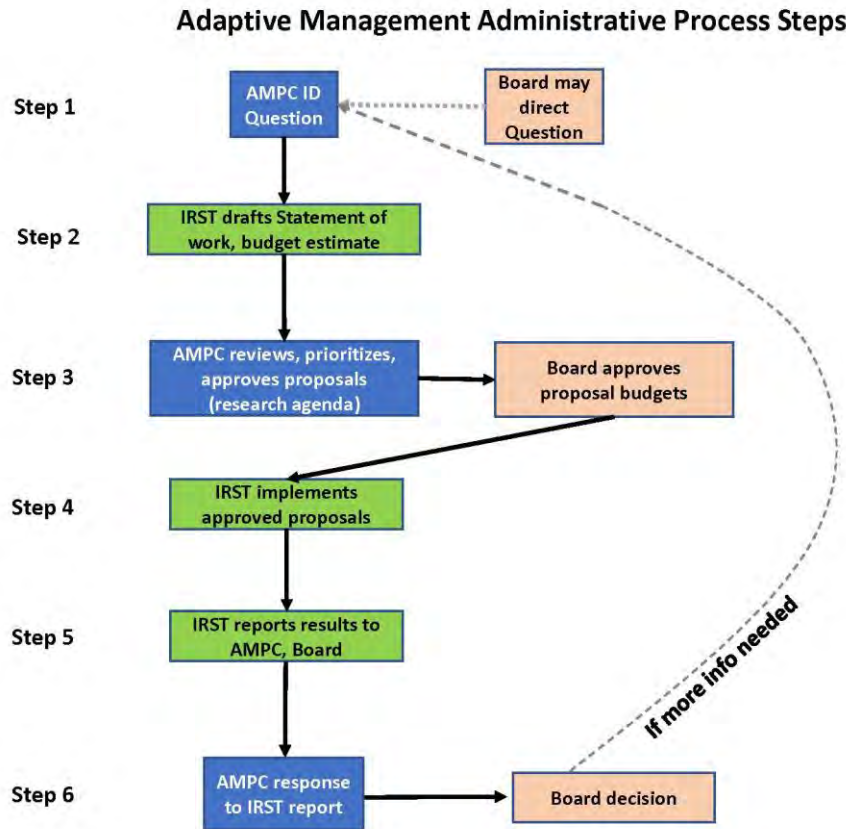 Adaptive Management Administrative Process Steps
Step 1
AMPC ID
Question
Board may
direct
Question
Step 2
IRST drafts Statement of
work, budget estimate
Step 3
AMPC reviews, prioritizes,
approves proposals
(research agenda)
Board approves
proposal budgets
Step 4
IRST implements
approved proposals
Step 5
IRST reports results to
AMPC, Board
If more info needed
Step 6
AMPC response
to IRST report
Board decision